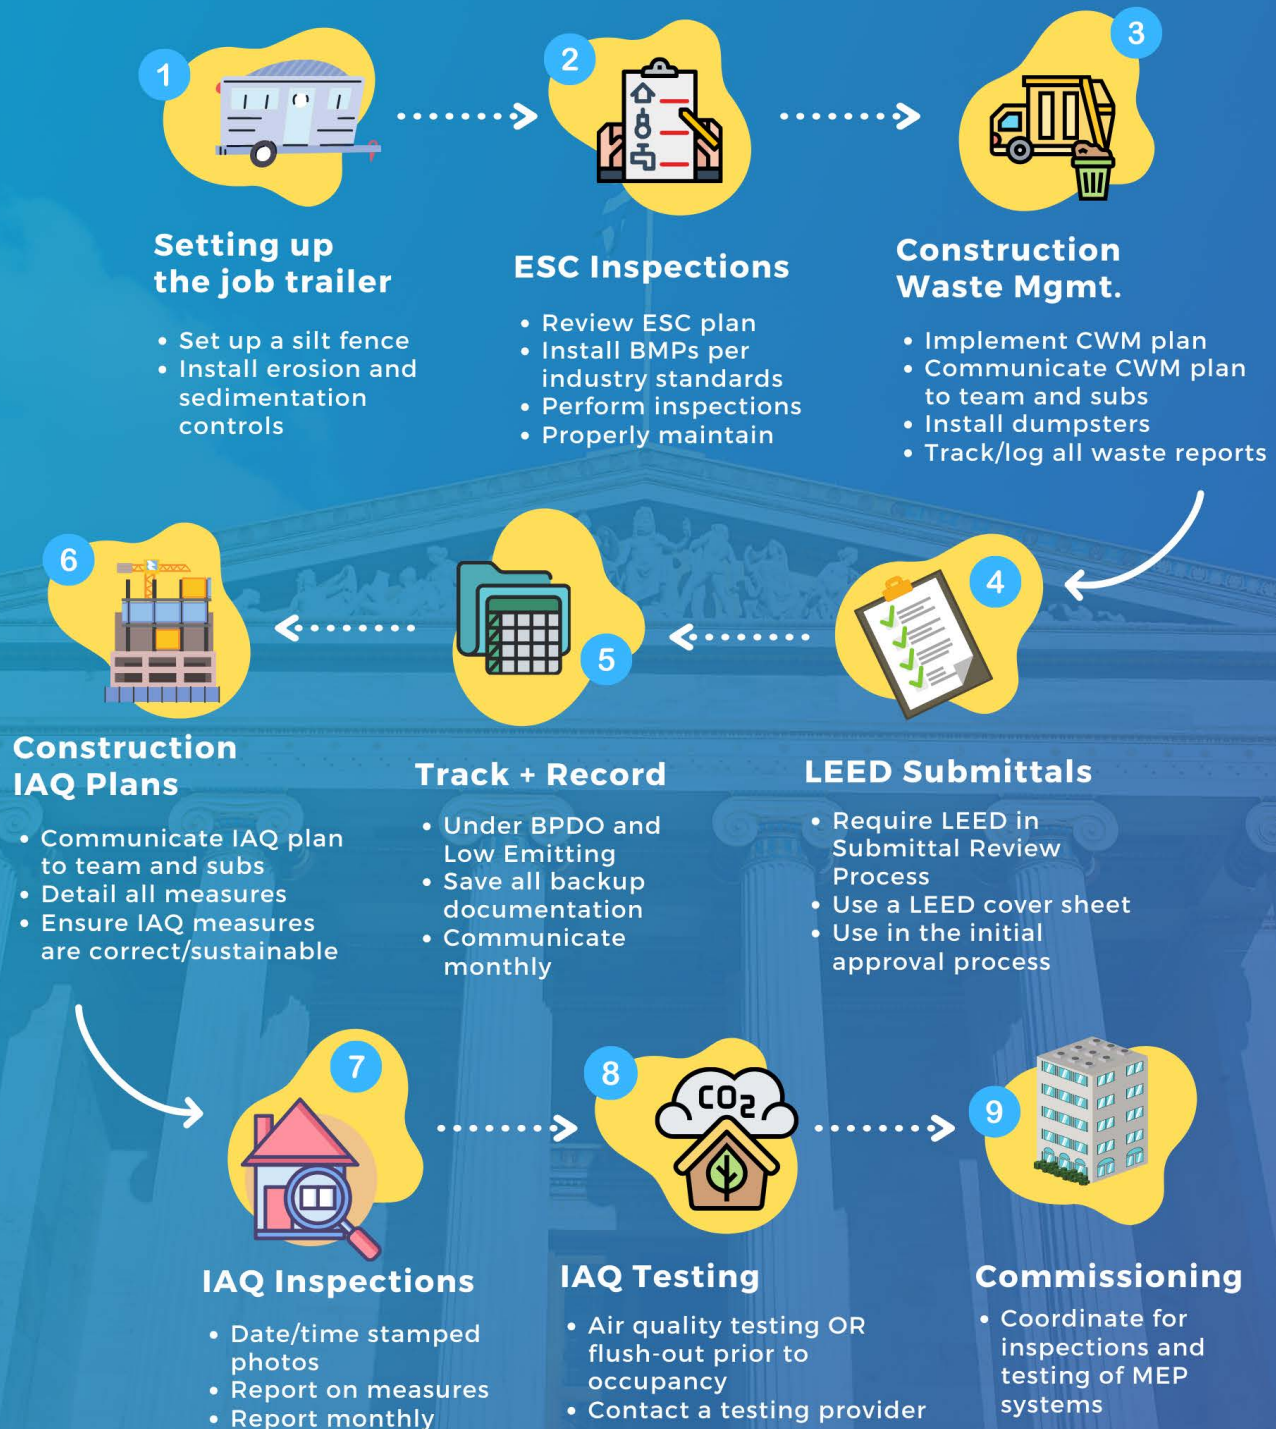 1
Setting up
the job trailer
• Set up a silt fence
• Install erosion and
sedimentation
controls
2
ESC Inspections
• Review ESC plan
• Install BMPs per
industry standards
• Perform inspections
• Properly maintain
3
Construction
Waste Mgmt.
• Implement CWM plan
• Communicate CWM plan
to team and subs
• Install dumpsters
• Track/log all waste reports
4
LEED Submittals
• Require LEED in
Submittal Review
Process
• Use a LEED cover sheet
• Use in the initial
approval process
5
Track + Record
• Under BPDO and
Low Emitting
• Save all backup
documentation
• Communicate
monthly
6
Construction
IAQ Plans
• Communicate IAQ plan
to team and subs
• Detail all measures
• Ensure IAQ measures
are correct/sustainable
7
IAQ Inspections
• Date/time stamped
photos
• Report on measures
• Report monthly
8
CO2
IAQ Testing
• Air quality testing OR
flush-out prior to
occupancy
• Contact a testing provider
9
Commissioning
• Coordinate for
inspections and
testing of MEP
systems